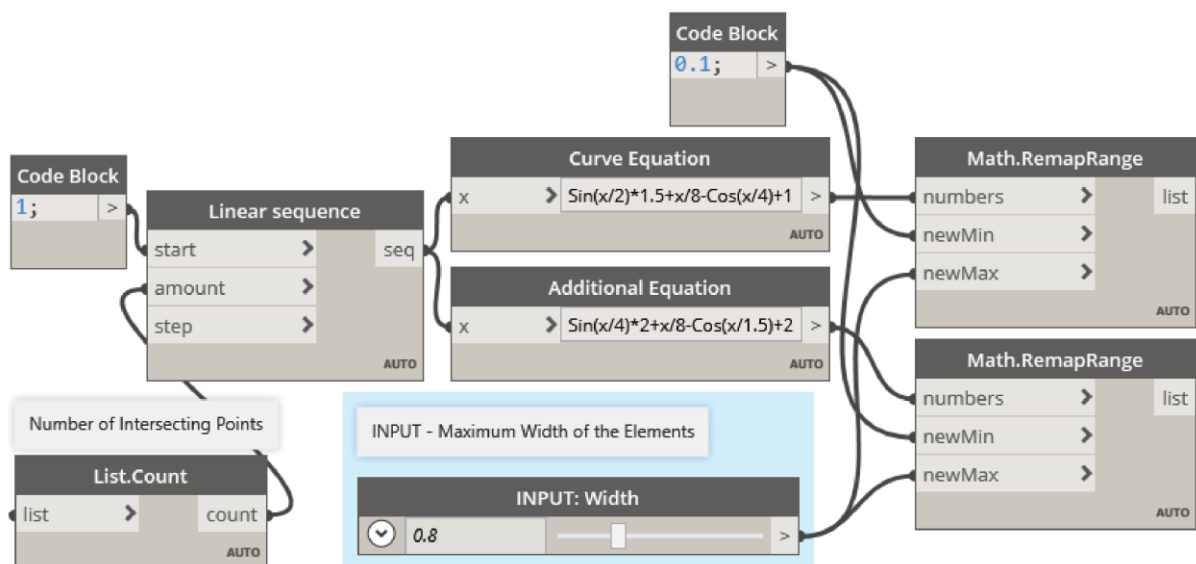 Code Block
0.1; >
Code Block
1; >
Linear sequence
start > seq
amount >
step >
AUTO
Curve Equation
x > Sin(x/2)*1.5+x/8-Cos(x/4)+1 >
AUTO
Additional Equation
x > Sin(x/4)*2+x/8-Cos(x/1.5)+2 >
AUTO
Math.RemapRange
numbers > list
newMin >
newMax >
AUTO
Math.RemapRange
numbers > list
newMin >
newMax >
AUTO
Number of Intersecting Points
List.Count
list > count
AUTO
INPUT - Maximum Width of the Elements
INPUT: Width
0.8 >